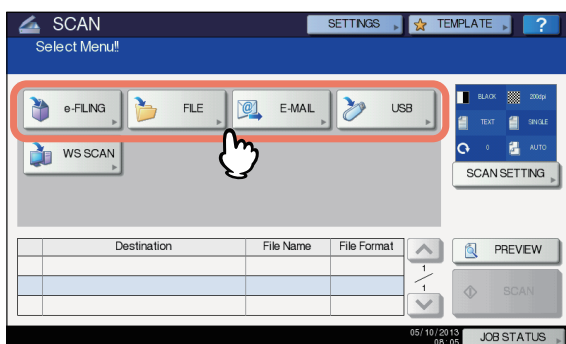 SCAN SETTINGS TEMPLATE ?
Select Menu!!
e-FILING FILE E-MAIL USB
WS SCAN
BLACK 200dpi
TEXT SINGLE
0 AUTO
SCAN SETTING
Destination File Name File Format
1
1
PREVIEW
SCAN
05/10/2013
08:05
JOB STATUS